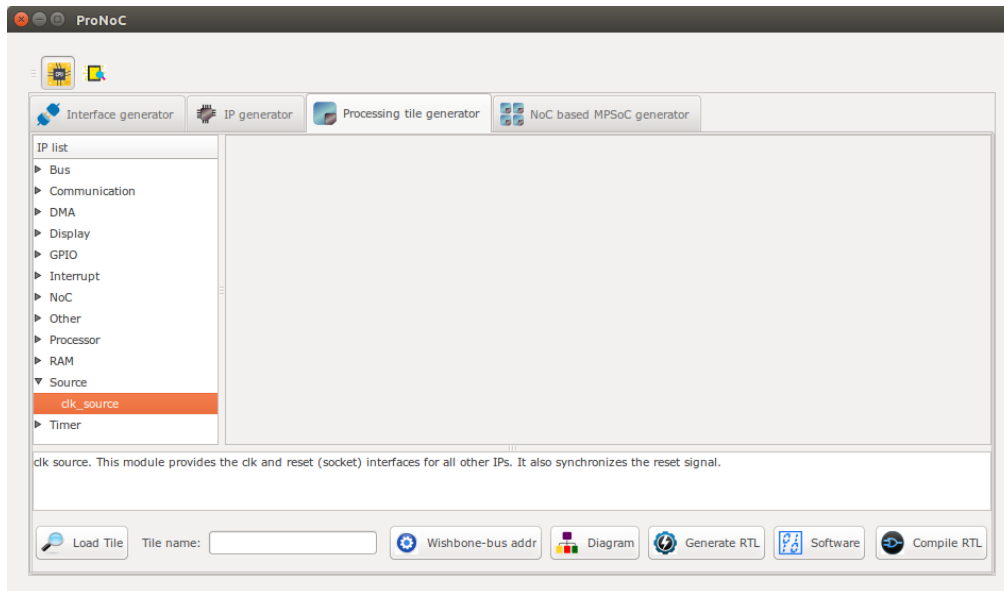 ProNoC
Interface generator
IP generator
Processing tile generator
NoC based MPSoC generator
IP list
Bus
Communication
DMA
Display
GPIO
Interrupt
NoC
Other
Processor
RAM
Source
clk_source
Timer
clk source. This module provides the clk and reset (socket) interfaces for all other IPs. It also synchronizes the reset signal.
Load Tile Tile name: Wishbone-bus addr Diagram Generate RTL Software Compile RTL